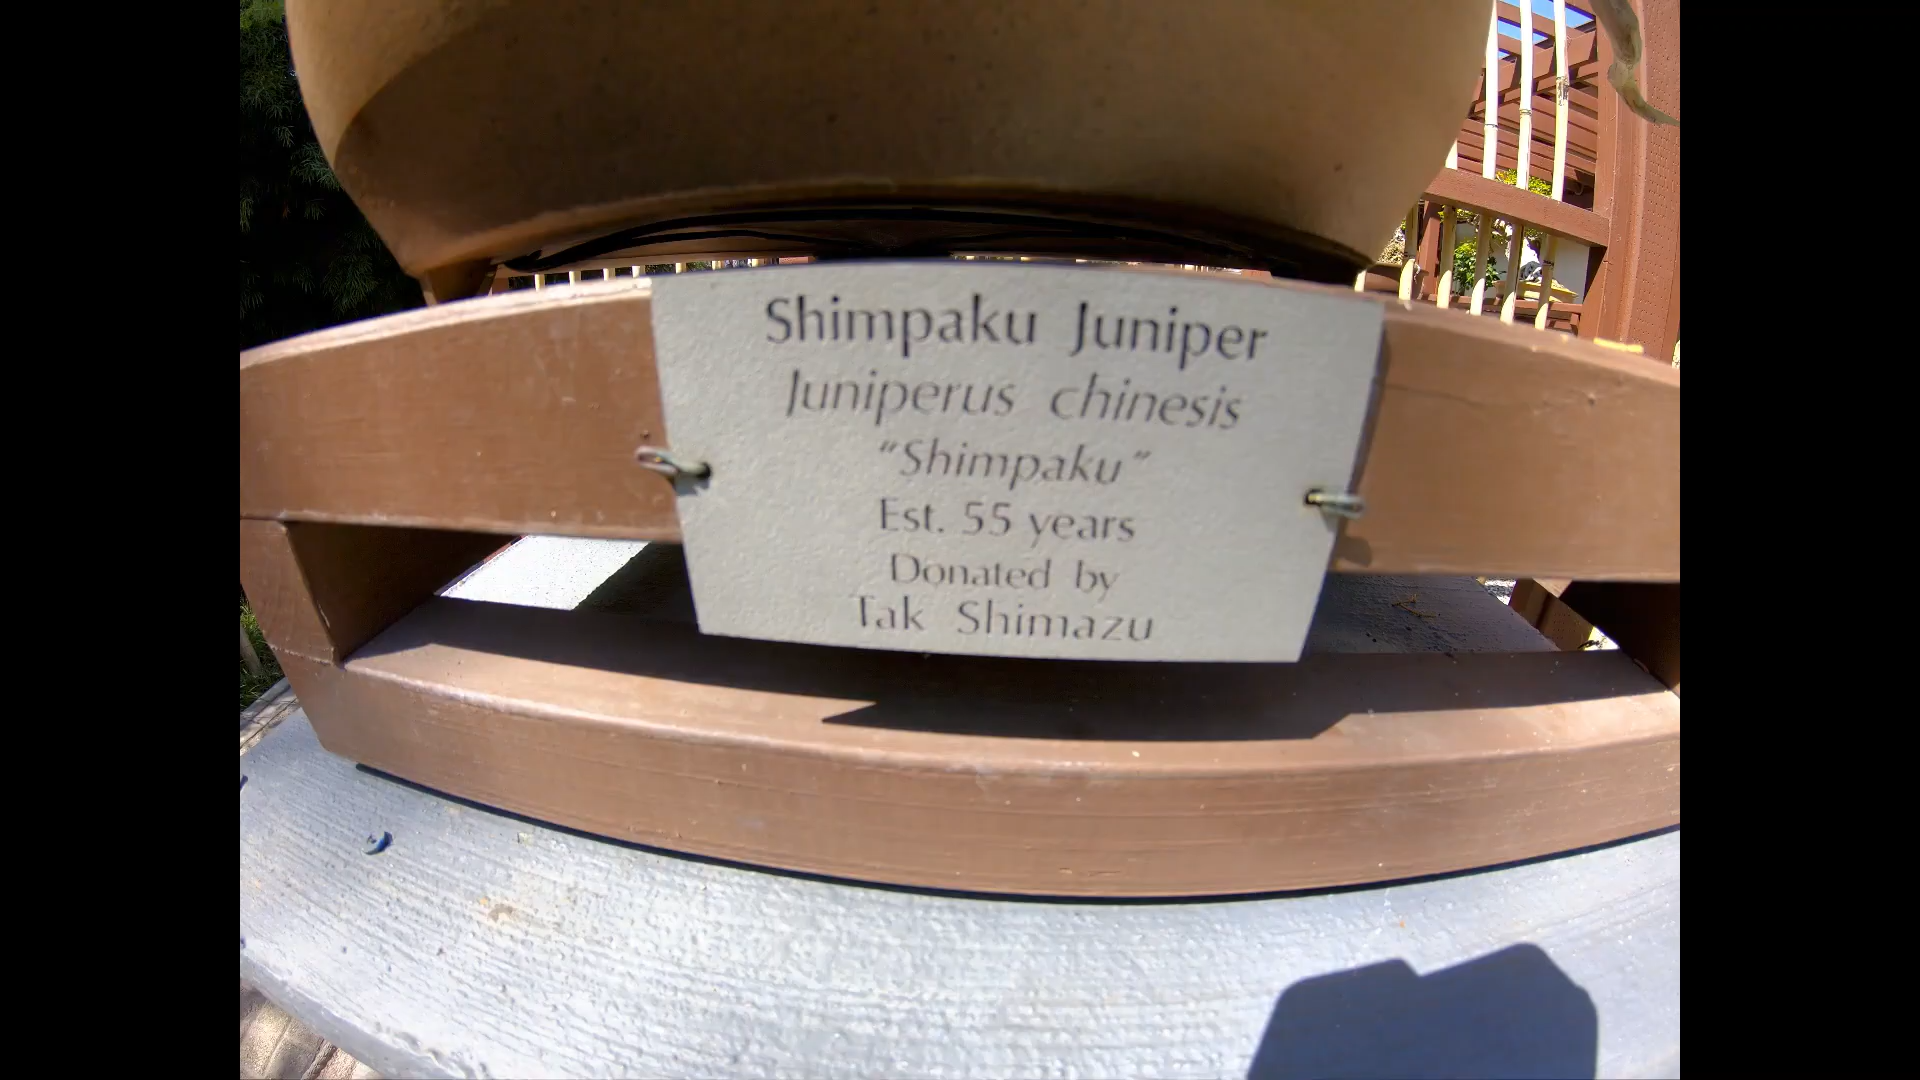 Shimpaku Juniper
Juniperus chinesis
"Shimpaku"
Est. 55 years
Donated by
Tak Shimazu